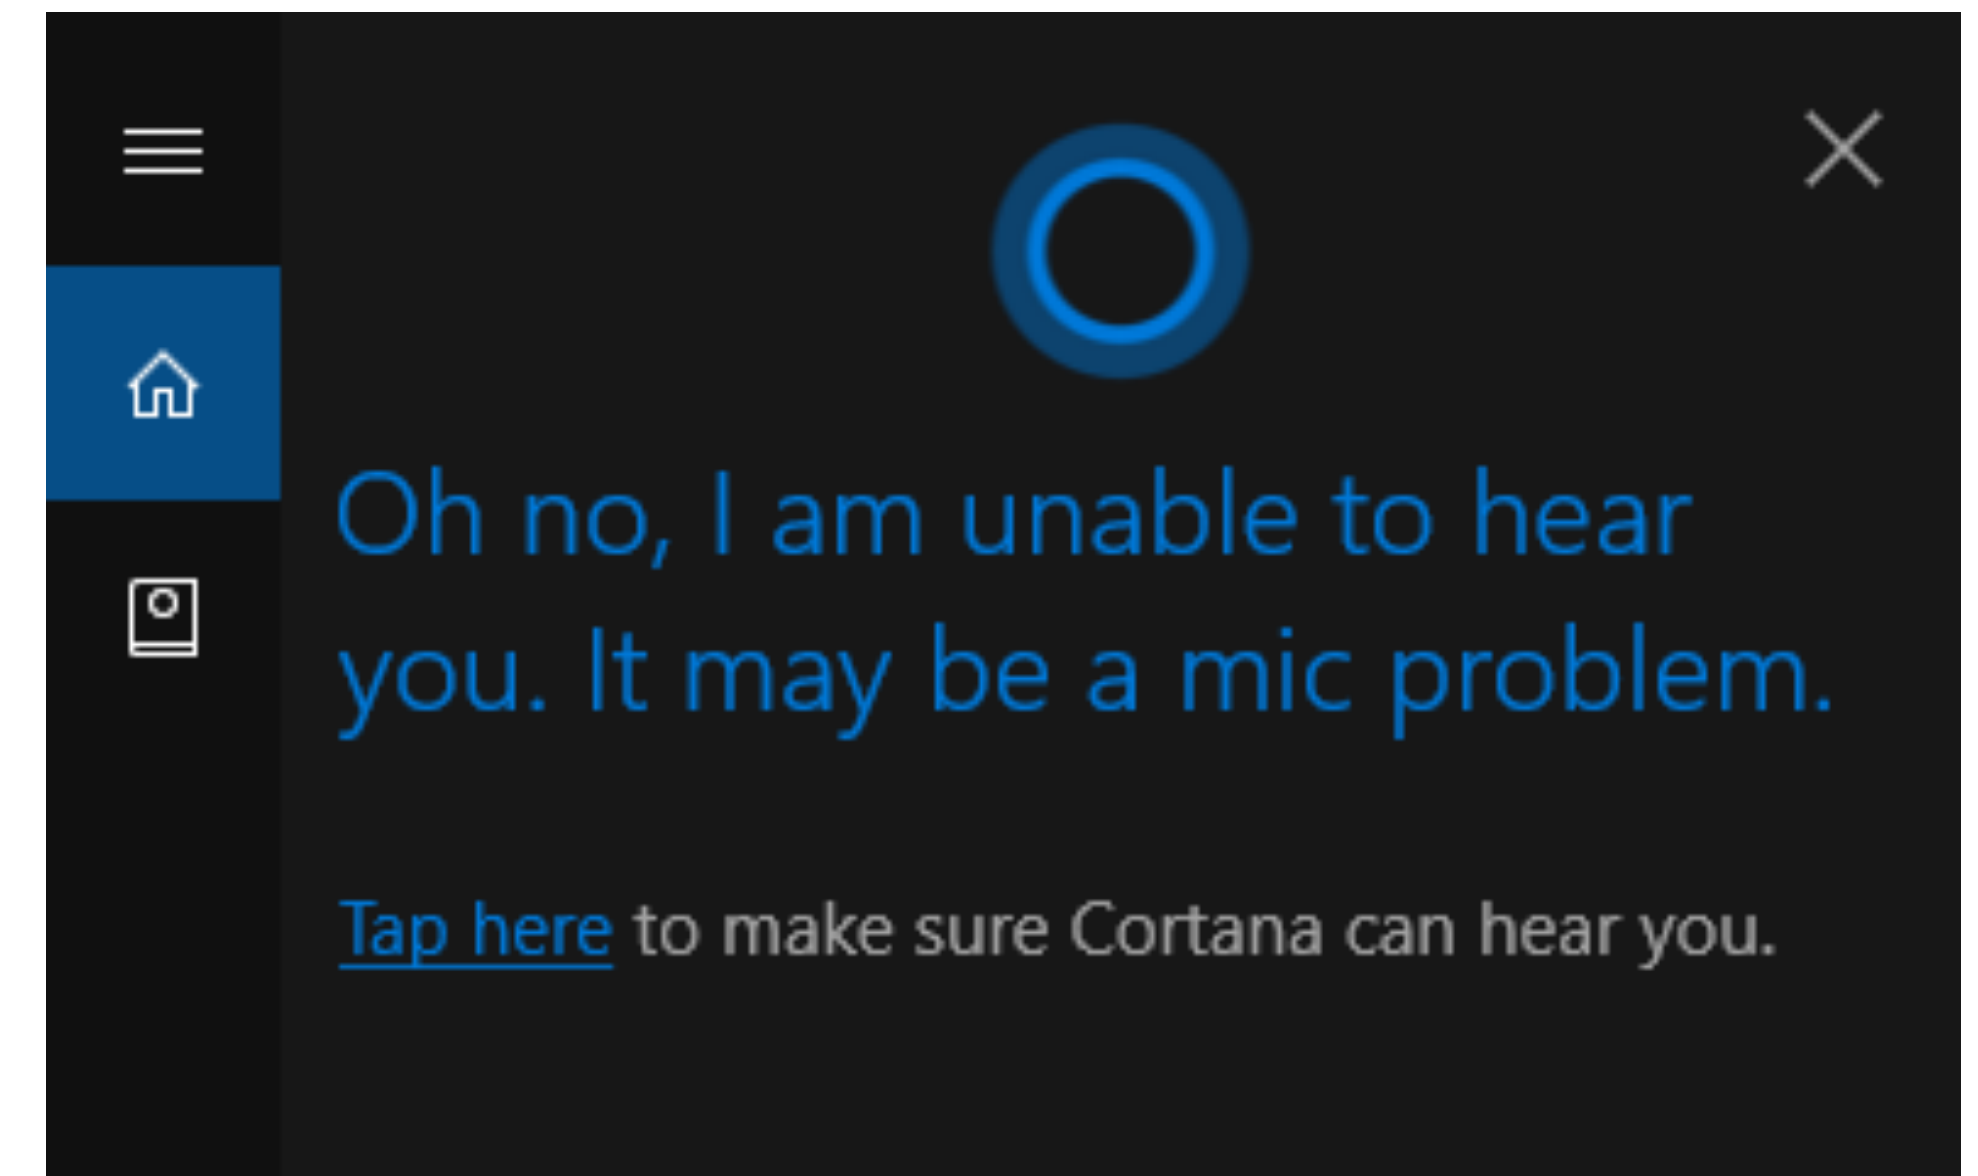 Oh no, I am unable to hear
you. It may be a mic problem.
Tap here to make sure Cortana can hear you.